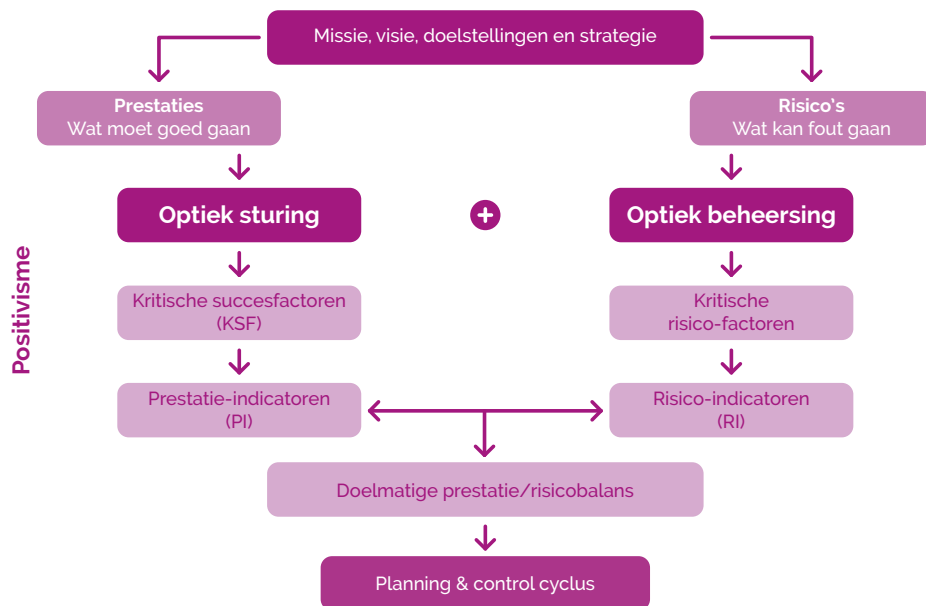 Missie, visie, doelstellingen en strategie
Prestaties
Wat moet goed gaan
Risico's
Wat kan fout gaan
Optiek sturing
+
Optiek beheersing
Positivisme
Kritische succesfactoren
(KSF)
Kritische
risico-factoren
Prestatie-indicatoren
(PI)
Risico-indicatoren
(RI)
Doelmatige prestatie/risicobalans
Planning & control cyclus